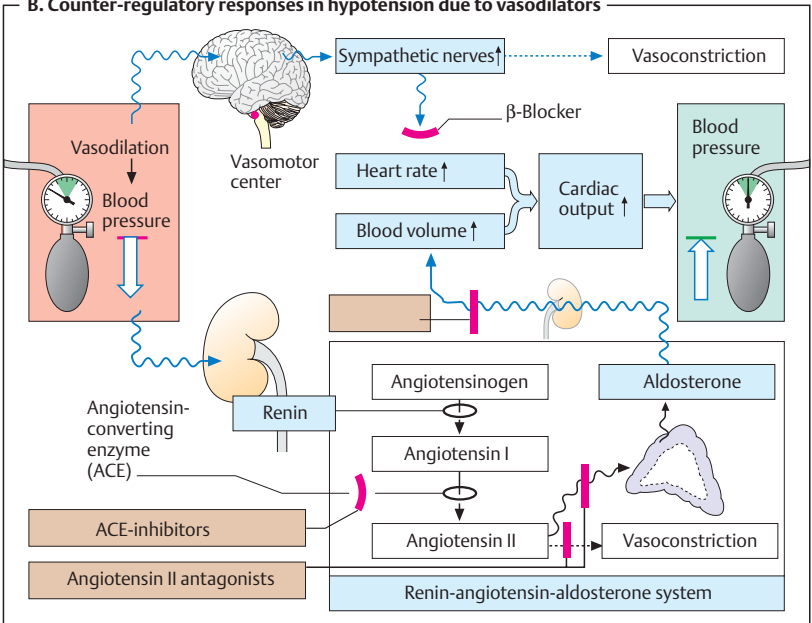 B. Counter-regulatory responses in hypotension due to vasodilators
Sympathetic nerves
Vasoconstriction
β-Blocker
Vasodilation
Blood
pressure
Vasomotor
center
Heart rate
Blood volume
Cardiac
output
Blood
pressure
Angiotensinogen
Aldosterone
Renin
Angiotensin-
converting
enzyme
(ACE)
Angiotensin I
ACE-inhibitors
Angiotensin II
Vasoconstriction
Angiotensin II antagonists
Renin-angiotensin-aldosterone system